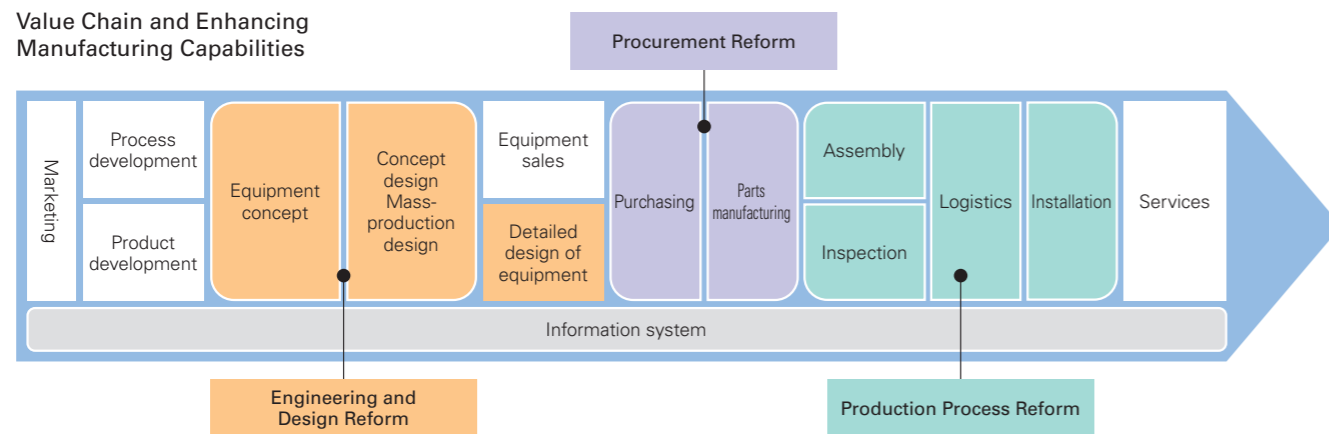 Value Chain and Enhancing
Manufacturing Capabilities
Procurement Reform
Marketing
Process
development
Product
development
Equipment
concept
Concept
design
Mass-
production
design
Equipment
sales
Detailed
design of
equipment
Purchasing
Parts
manufacturing
Assembly
Inspection
Logistics
Installation
Services
Information system
Engineering and
Design Reform
Production Process Reform